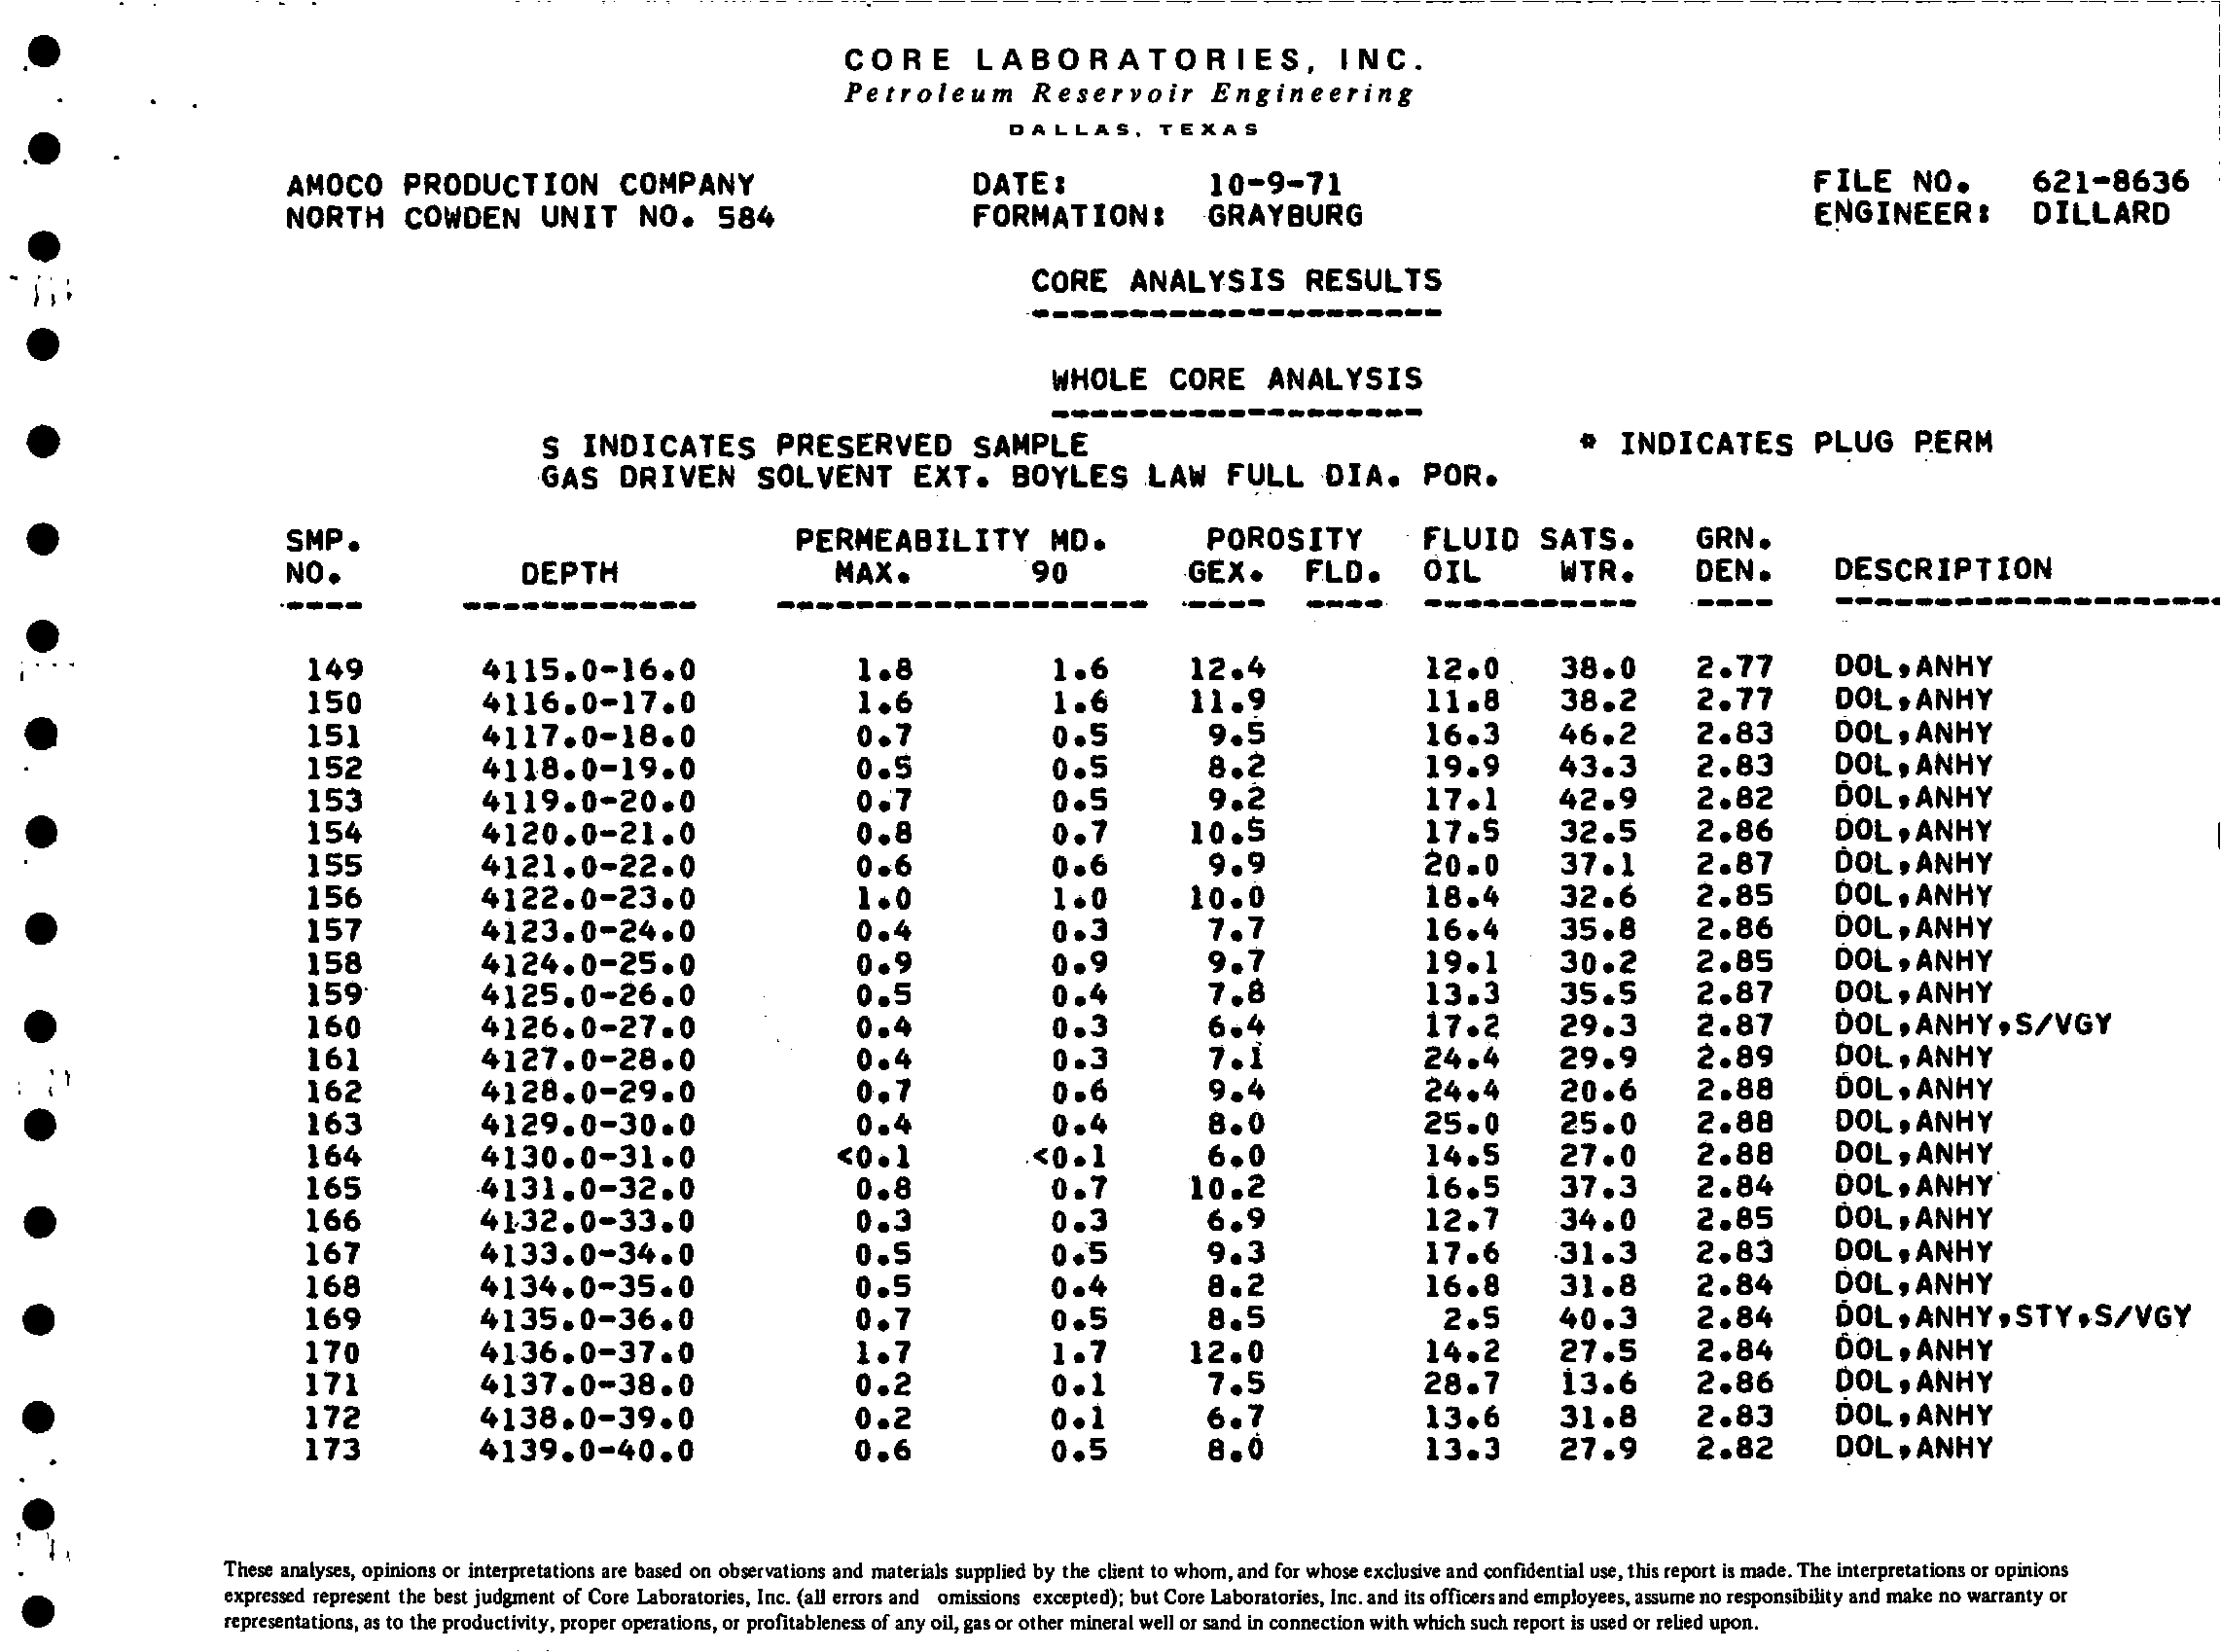 CORE LABORATORIES, INC.
Petroleum Reservoir Engineering
DALLAS, TEXAS
AMOCO PRODUCTION COMPANY DATE: 10-9-71 FILE NO. 621-8636
NORTH COWDEN UNIT NO. 584 FORMATION: GRAYBURG ENGINEER: DILLARD
CORE ANALYSIS RESULTS
WHOLE CORE ANALYSIS
S INDICATES PRESERVED SAMPLE * INDICATES PLUG PERM
GAS DRIVEN SOLVENT EXT. BOYLES LAW FULL DIA. POR.
SMP. PERMEABILITY MD. POROSITY FLUID SATS. GRN.
NO. DEPTH MAX. 90 GEX. FLD. OIL WTR. DEN. DESCRIPTION
149 4115.0-16.0 1.8 1.6 12.4 12.0 38.0 2.77 DOL,ANHY
150 4116.0-17.0 1.6 1.6 11.9 11.8 38.2 2.77 DOL,ANHY
151 4117.0-18.0 0.7 0.5 9.5 16.3 46.2 2.83 DOL,ANHY
152 4118.0-19.0 0.5 0.5 8.2 19.9 43.3 2.83 DOL,ANHY
153 4119.0-20.0 0.7 0.5 9.2 17.1 42.9 2.82 DOL,ANHY
154 4120.0-21.0 0.8 0.7 10.5 17.5 32.5 2.86 DOL,ANHY
155 4121.0-22.0 0.6 0.6 9.9 20.0 37.1 2.87 DOL,ANHY
156 4122.0-23.0 1.0 1.0 10.0 18.4 32.6 2.85 DOL,ANHY
157 4123.0-24.0 0.4 0.3 7.7 16.4 35.8 2.86 DOL,ANHY
158 4124.0-25.0 0.9 0.9 9.7 19.1 30.2 2.85 DOL,ANHY
159 4125.0-26.0 0.5 0.4 7.8 13.3 35.5 2.87 DOL,ANHY
160 4126.0-27.0 0.4 0.3 6.4 17.2 29.3 2.87 DOL,ANHY,S/VGY
161 4127.0-28.0 0.4 0.3 7.1 24.4 29.9 2.89 DOL,ANHY
162 4128.0-29.0 0.7 0.6 9.4 24.4 20.6 2.88 DOL,ANHY
163 4129.0-30.0 0.4 0.4 8.0 25.0 25.0 2.88 DOL,ANHY
164 4130.0-31.0 <0.1 <0.1 6.0 14.5 27.0 2.88 DOL,ANHY
165 4131.0-32.0 0.8 0.7 10.2 16.5 37.3 2.84 DOL,ANHY
166 4132.0-33.0 0.3 0.3 6.9 12.7 34.0 2.85 DOL,ANHY
167 4133.0-34.0 0.5 0.5 9.3 17.6 31.3 2.83 DOL,ANHY
168 4134.0-35.0 0.5 0.4 8.2 16.8 31.8 2.84 DOL,ANHY
169 4135.0-36.0 0.7 0.5 8.5 2.5 40.3 2.84 DOL,ANHY,STY,S/VGY
170 4136.0-37.0 1.7 1.7 12.0 14.2 27.5 2.84 DOL,ANHY
171 4137.0-38.0 0.2 0.1 7.5 28.7 13.6 2.86 DOL,ANHY
172 4138.0-39.0 0.2 0.1 6.7 13.6 31.8 2.83 DOL,ANHY
173 4139.0-40.0 0.6 0.5 8.0 13.3 27.9 2.82 DOL,ANHY
These analyses, opinions or interpretations are based on observations and materials supplied by the client to whom, and for whose exclusive and confidential use, this report is made. The interpretations or opinions
expressed represent the best judgment of Core Laboratories, Inc. (all errors and omissions excepted); but Core Laboratories, Inc. and its officers and employees, assume no responsibility and make no warranty or
representations, as to the productivity, proper operations, or profitableness of any oil, gas or other mineral well or sand in connection with which such report is used or relied upon.